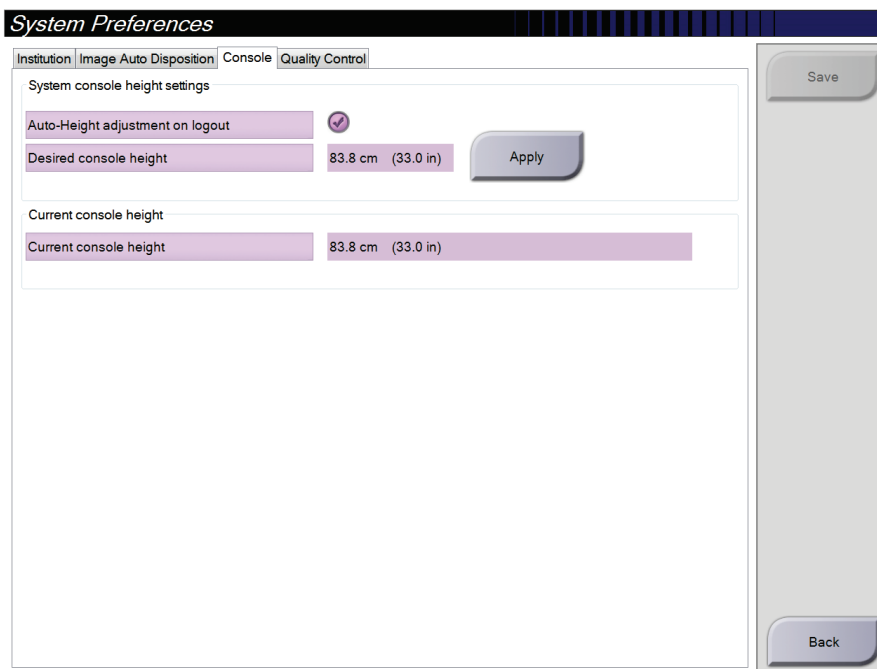 System Preferences
Institution Image Auto Disposition Console Quality Control
Save
System console height settings
Auto-Height adjustment on logout
Desired console height 83.8 cm (33.0 in) Apply
Current console height
Current console height 83.8 cm (33.0 in)
Back